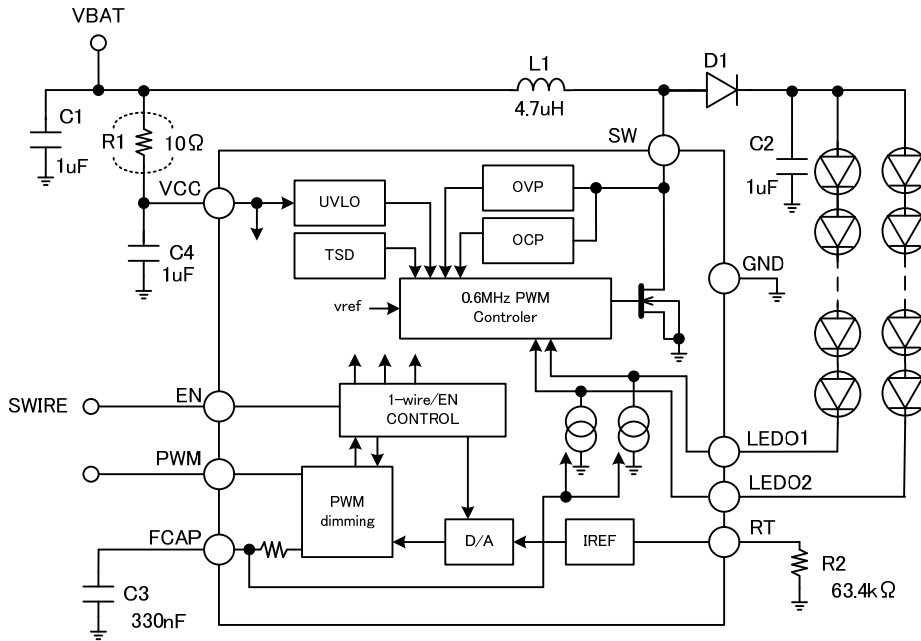 VBAT
L1
4.7uH
D1
C1
1uF
R1
10Ω
SW
C2
1uF
VCC
C4
1uF
UVLO
TSD
OVP
OCP
GND
vref
0.6MHz PWM
Controler
EN
SWIRE
1-wire/EN
CONTROL
LEDO1
PWM
LEDO2
PWM
dimming
FCAP
D/A
IREF
RT
C3
330nF
R2
63.4kΩ